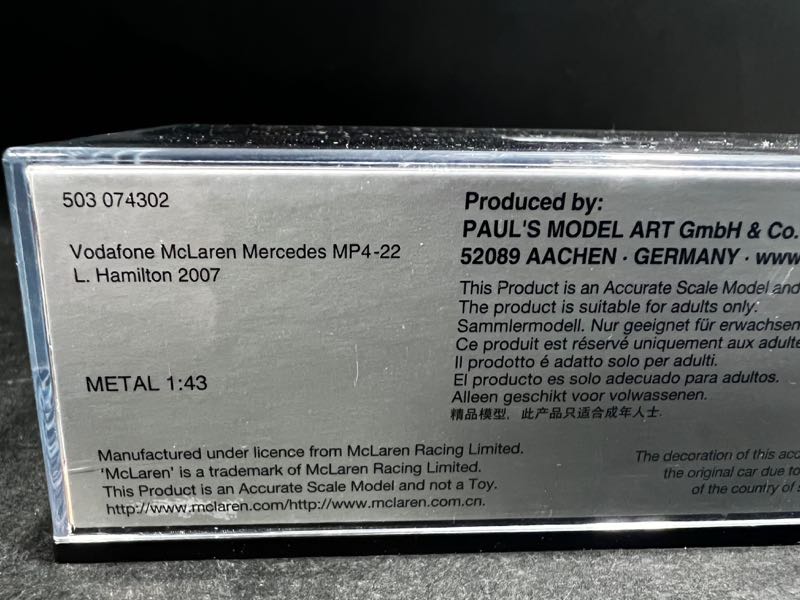 503 074302
Vodafone McLaren Mercedes MP4-22
L. Hamilton 2007
METAL 1:43
Manufactured under licence from McLaren Racing Limited.
'McLaren' is a trademark of McLaren Racing Limited.
This Product is an Accurate Scale Model and not a Toy.
http://www.mclaren.com/http://www.mclaren.com.cn.
Produced by:
PAUL'S MODEL ART GmbH & Co.
52089 AACHEN · GERMANY · www
This Product is an Accurate Scale Model and
The product is suitable for adults only.
Sammlermodell. Nur geeignet für erwachsen
Ce produit est réservé uniquement aux adulte
Il prodotto é adatto solo per adulti.
El producto es solo adecuado para adultos.
Alleen geschikt voor volwassenen.
精品模型，此产品只适合成年人士.
The decoration of this acc
the original car due to
of the country of